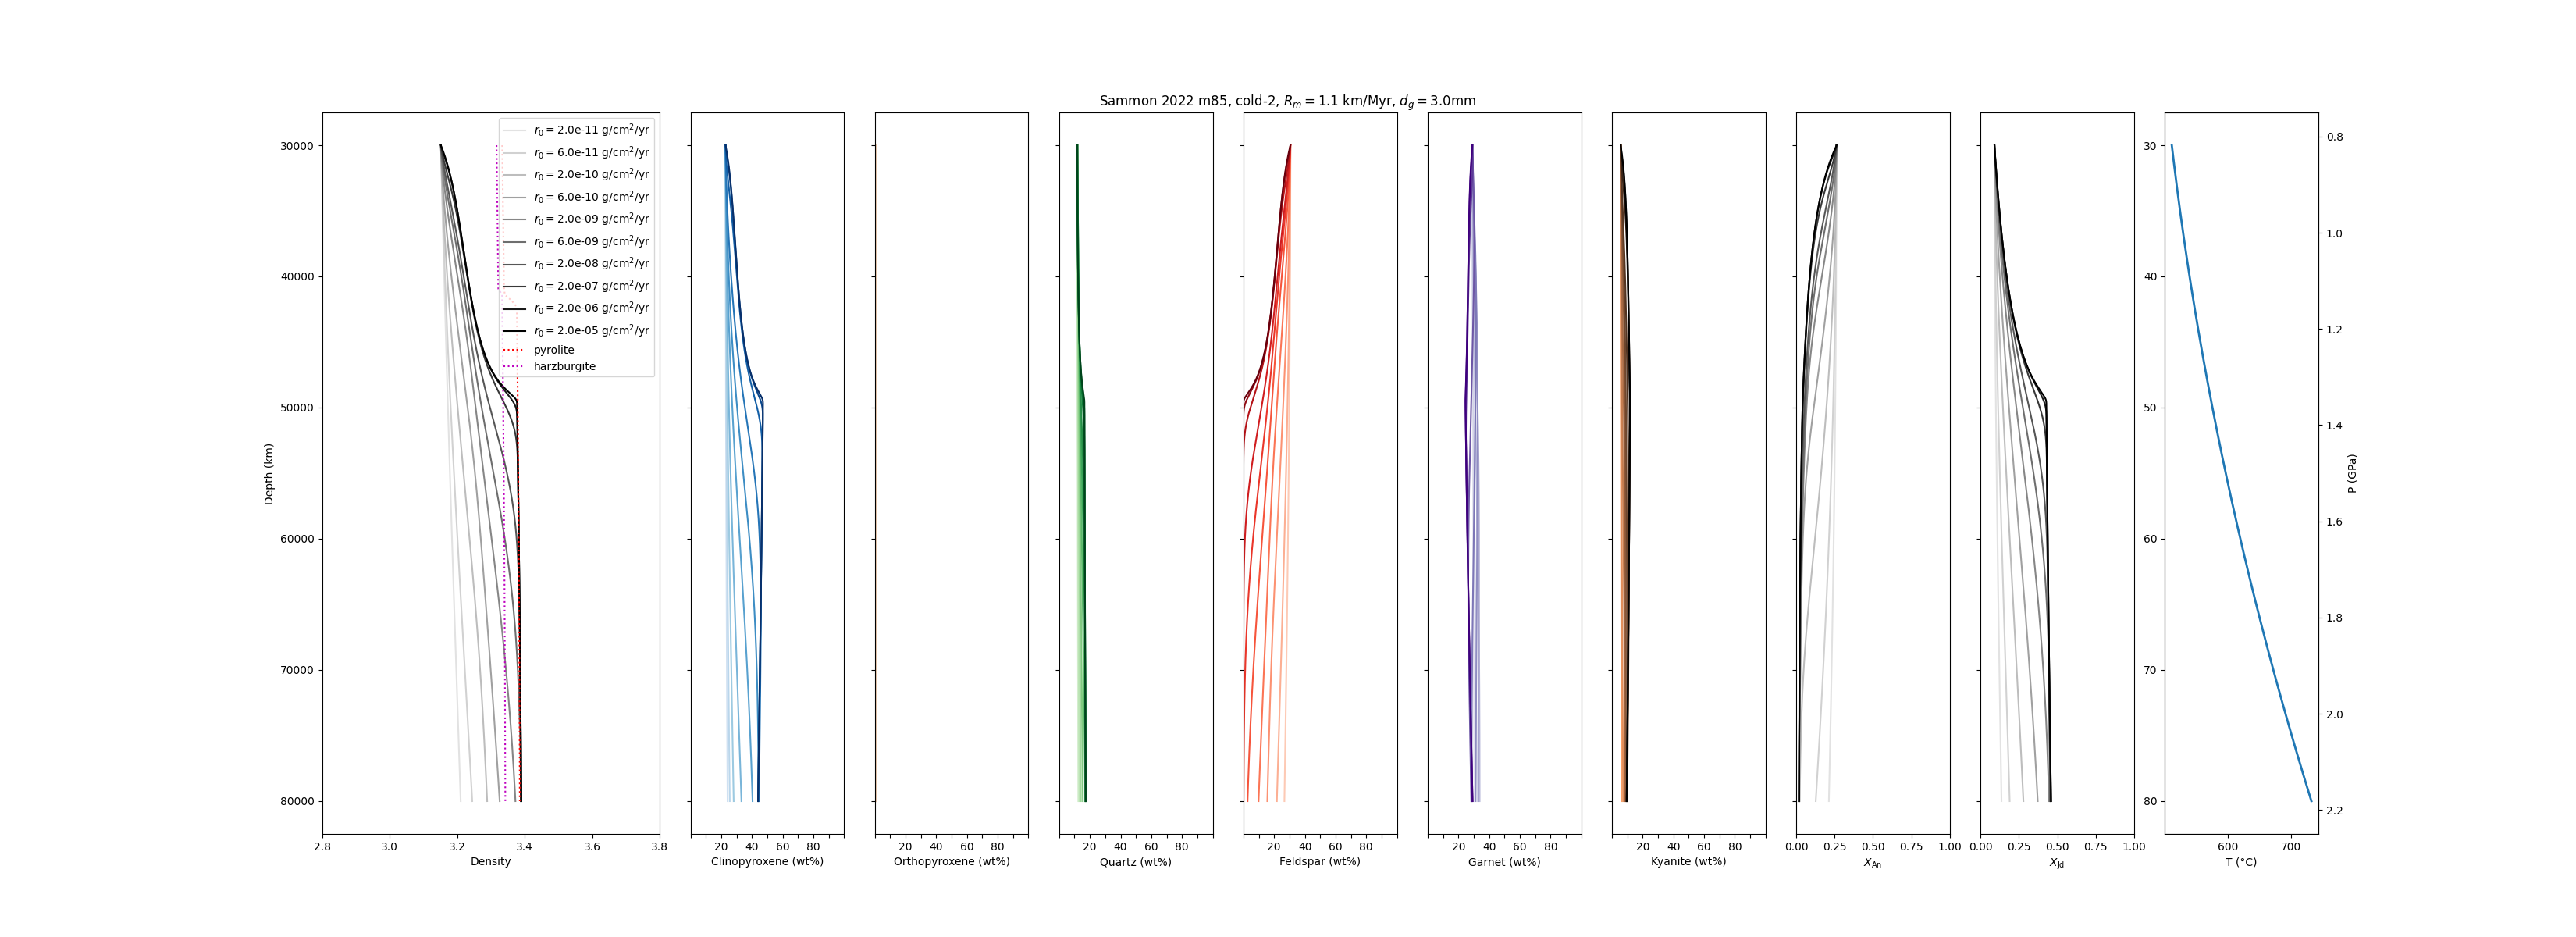 Sammon 2022 m85, cold-2, R_m = 1.1 km/Myr, d_g = 3.0mm
r_0 = 2.0e-11 g/cm²/yr
r_0 = 6.0e-11 g/cm²/yr
r_0 = 2.0e-10 g/cm²/yr
r_0 = 6.0e-10 g/cm²/yr
r_0 = 2.0e-09 g/cm²/yr
r_0 = 6.0e-09 g/cm²/yr
r_0 = 2.0e-08 g/cm²/yr
r_0 = 2.0e-07 g/cm²/yr
r_0 = 2.0e-06 g/cm²/yr
r_0 = 2.0e-05 g/cm²/yr
pyrolite
harzburgite
Depth (km)
30000
40000
50000
60000
70000
80000
2.8 3.0 3.2 3.4 3.6 3.8
Density
20 40 60 80
Clinopyroxene (wt%)
20 40 60 80
Orthopyroxene (wt%)
20 40 60 80
Quartz (wt%)
20 40 60 80
Feldspar (wt%)
20 40 60 80
Garnet (wt%)
20 40 60 80
Kyanite (wt%)
0.00 0.25 0.50 0.75 1.00
X_An
0.00 0.25 0.50 0.75 1.00
X_Jd
30
40
50
60
70
80
600 700
T (°C)
0.8
1.0
1.2
1.4
1.6
1.8
2.0
2.2
P (GPa)